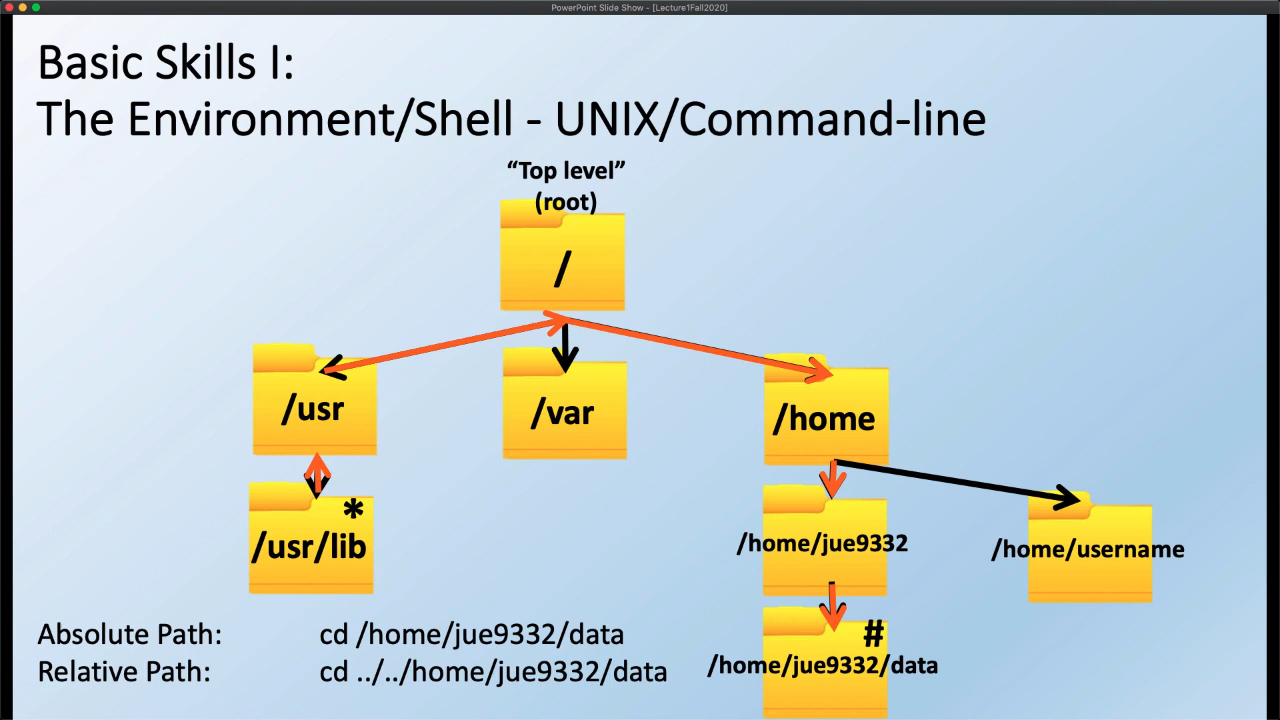 PowerPoint Slide Show - [Lecture1Fall2020]
Basic Skills I:
The Environment/Shell - UNIX/Command-line
“Top level”
(root)
/
/usr
/var
/home
*
/usr/lib
/home/jue9332
/home/username
#
/home/jue9332/data
Absolute Path: cd /home/jue9332/data
Relative Path: cd ../../home/jue9332/data